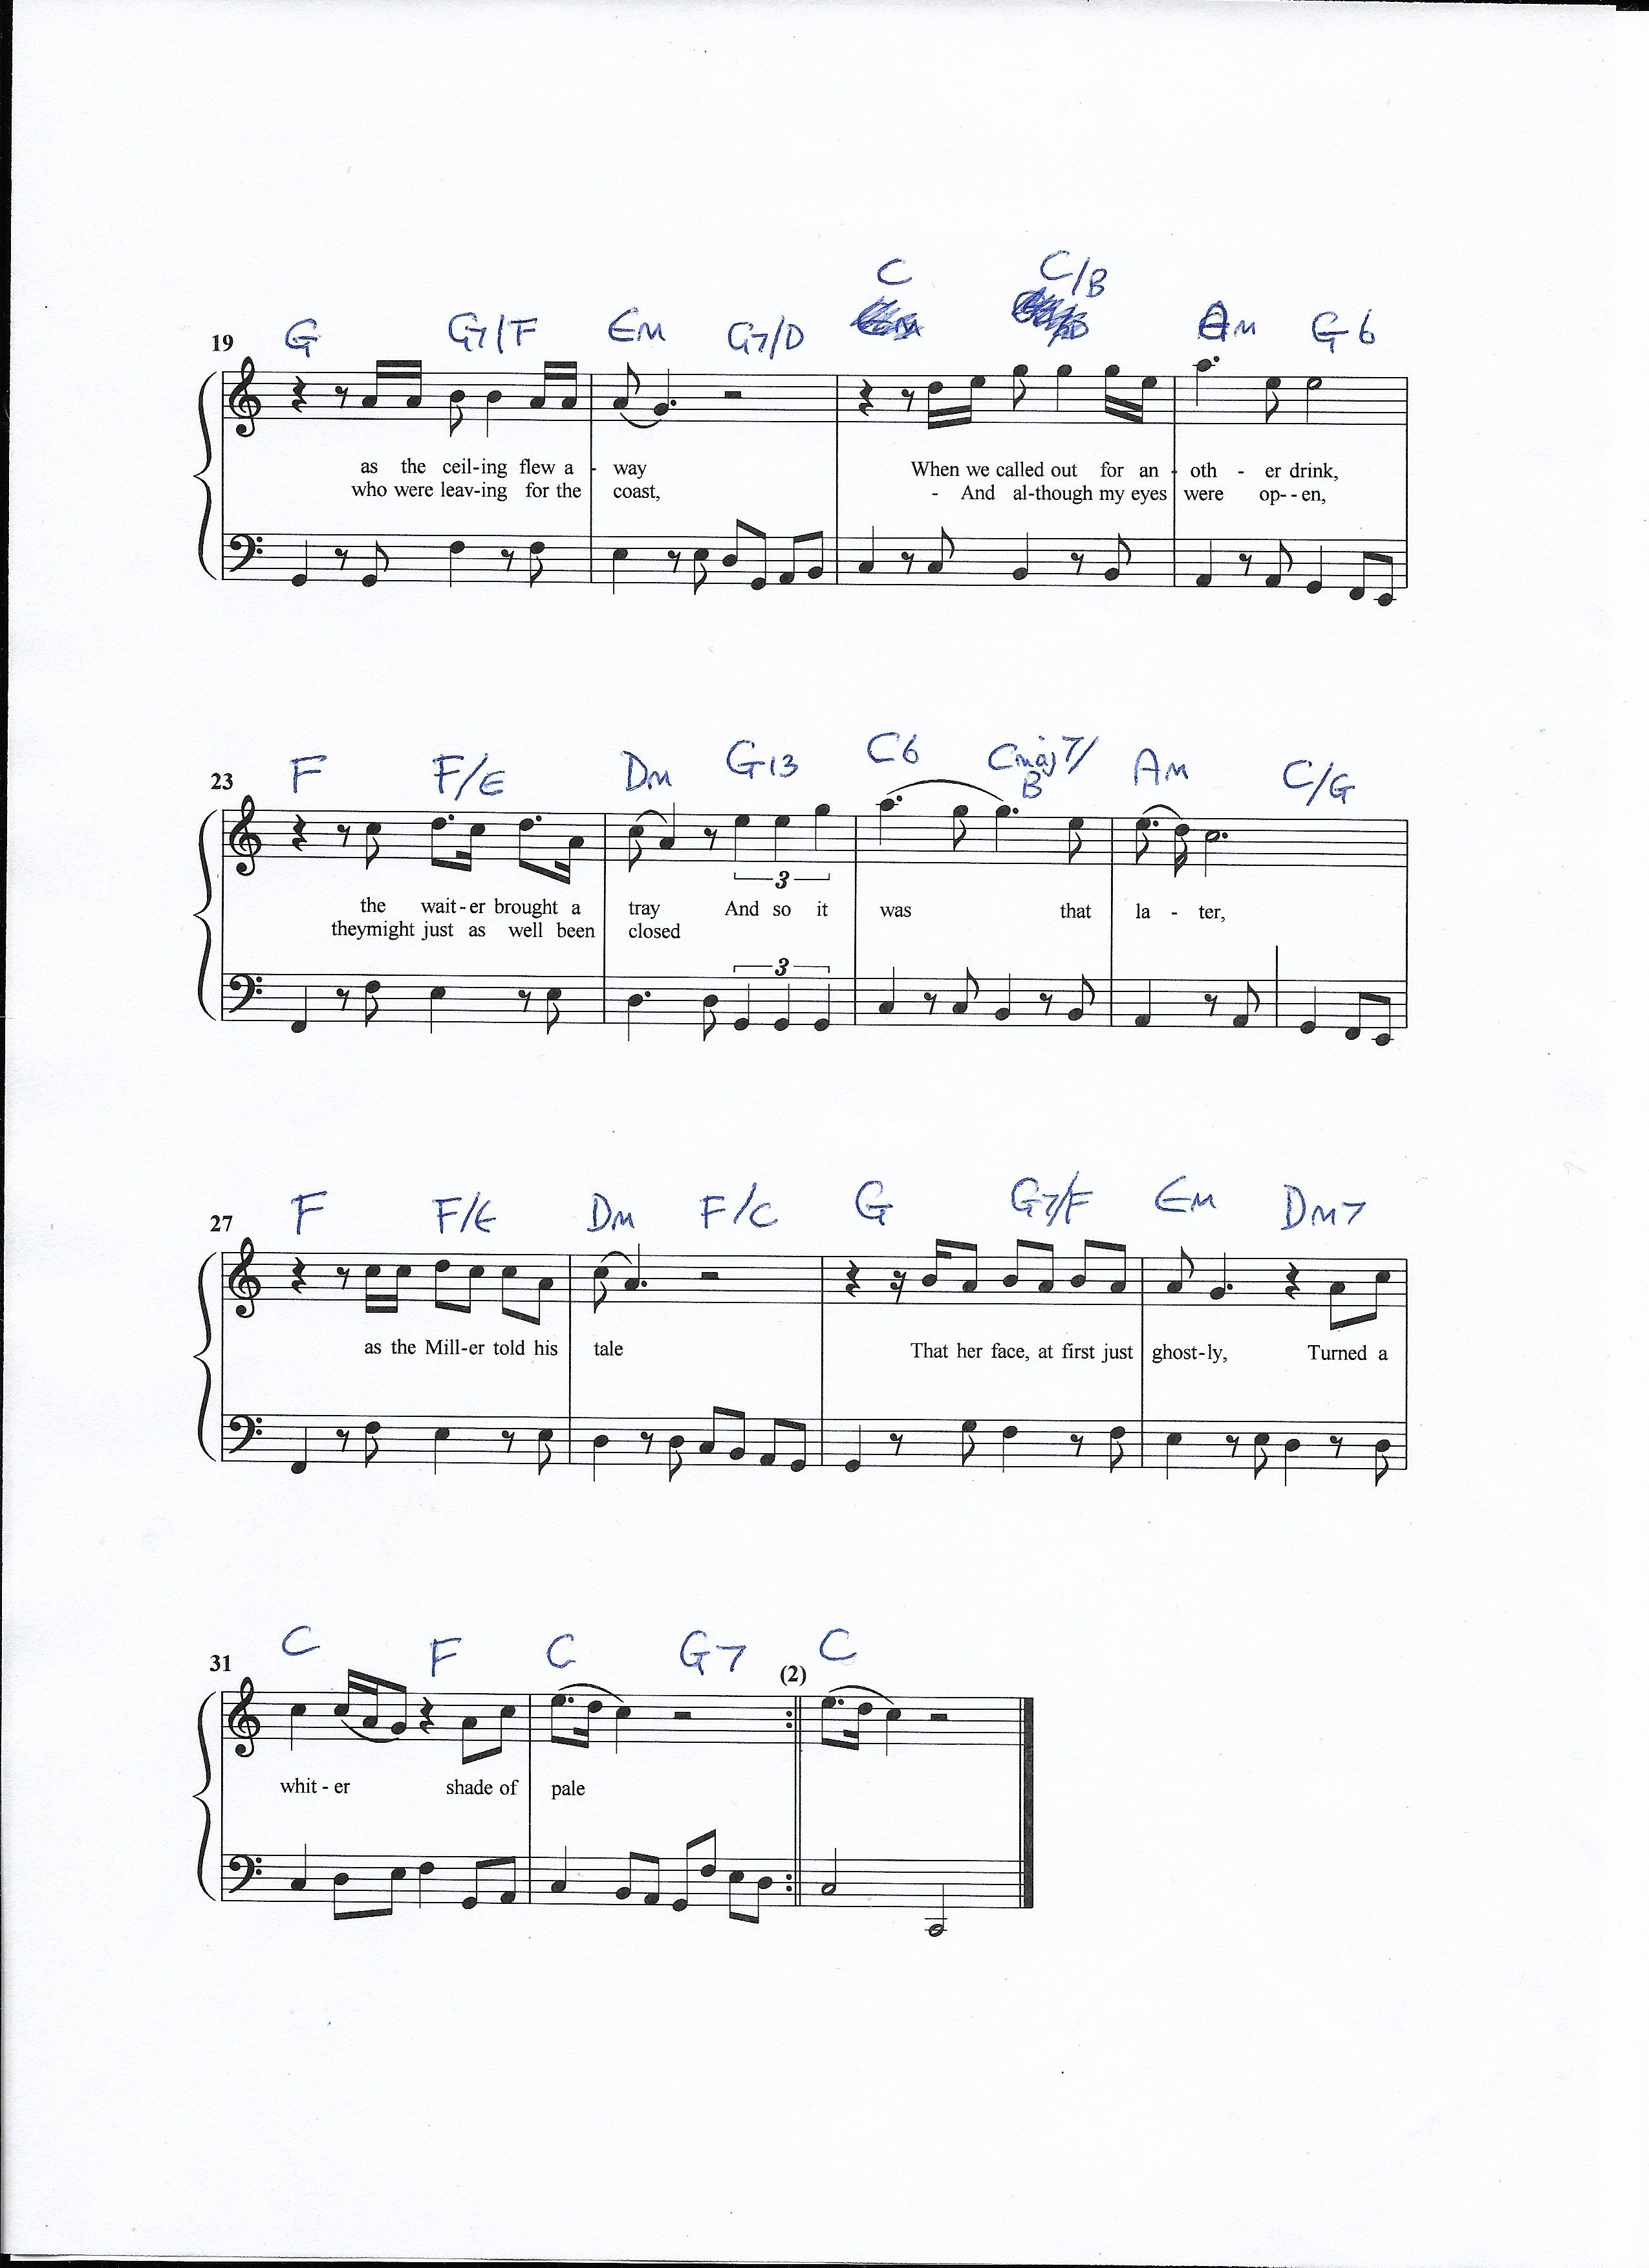 C C/B
19 G G7/F Em G7/D Am G6
as the ceil-ing flew a - way When we called out for an - oth - er drink,
who were leav-ing for the coast, - And al-though my eyes were op--en,
23 F F/E Dm G13 C6 Cmaj7/B Am C/G
3
the wait-er brought a tray And so it was that la - ter,
theymight just as well been closed
3
27 F F/E Dm F/C G G7/F Em Dm7
as the Mill-er told his tale That her face, at first just ghost-ly, Turned a
31 C F C G7 (2) C
whit - er shade of pale